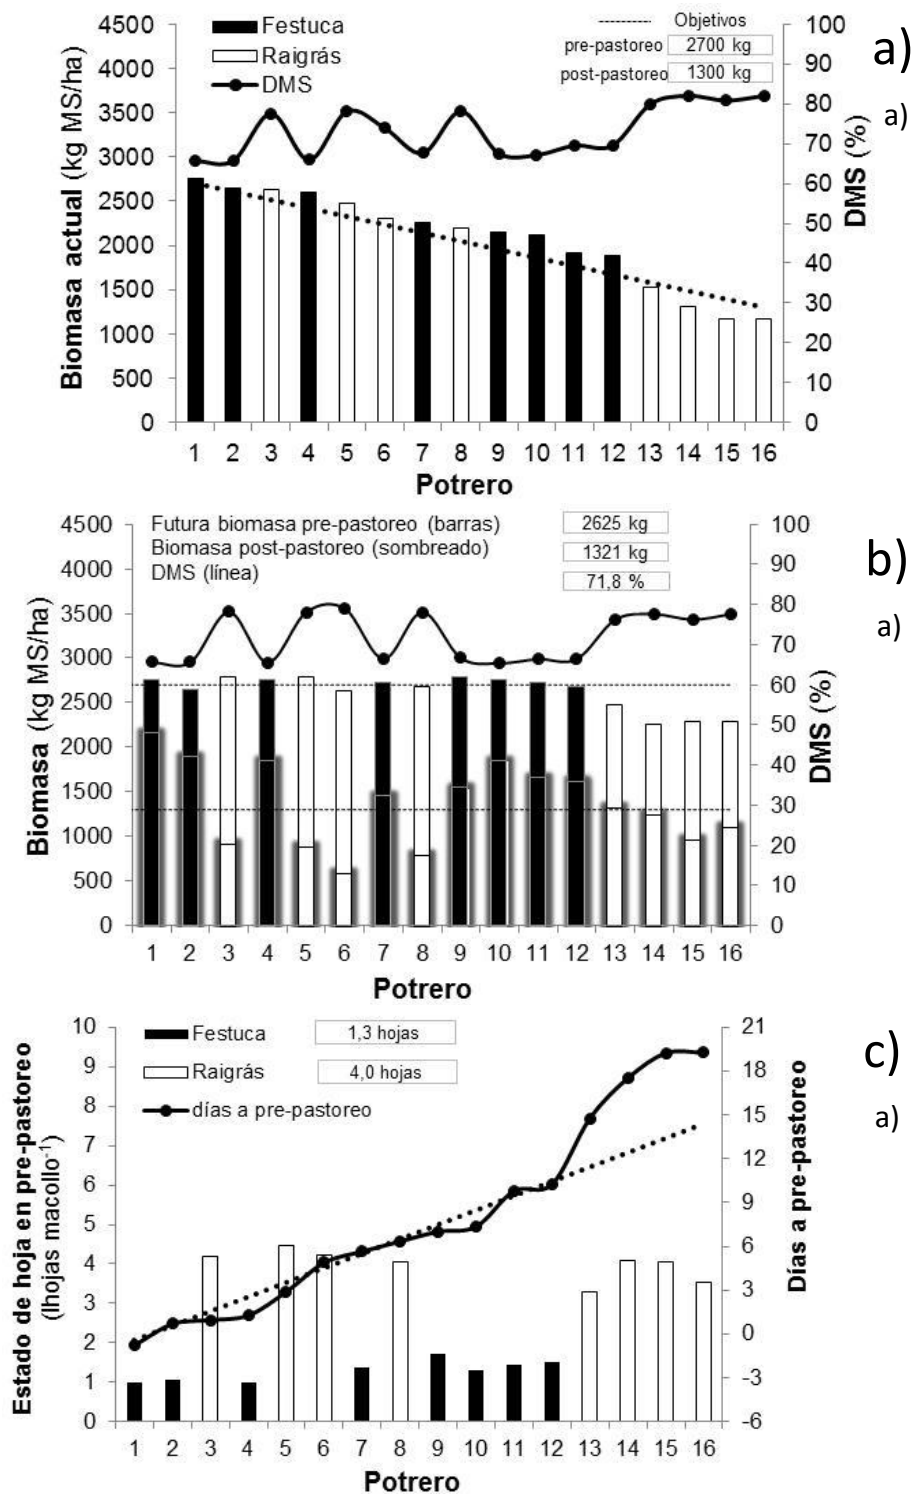 4500
4000
3500
3000
2500
2000
1500
1000
500
0
Biomasa actual (kg MS/ha)
Festuca
Raigrás
DMS
Objetivos
pre-pastoreo 2700 kg
post-pastoreo 1300 kg
100
90
80
70
60
50
40
30
20
10
0
DMS (%)
a)
a)
1 2 3 4 5 6 7 8 9 10 11 12 13 14 15 16
Potrero
4500
4000
3500
3000
2500
2000
1500
1000
500
0
Biomasa (kg MS/ha)
Futura biomasa pre-pastoreo (barras) 2625 kg
Biomasa post-pastoreo (sombreado) 1321 kg
DMS (línea) 71,8 %
100
90
80
70
60
50
40
30
20
10
0
DMS (%)
b)
a)
1 2 3 4 5 6 7 8 9 10 11 12 13 14 15 16
Potrero
10
9
8
7
6
5
4
3
2
1
0
Estado de hoja en pre-pastoreo
(lhojas macollo-1)
Festuca 1,3 hojas
Raigrás 4,0 hojas
días a pre-pastoreo
21
18
15
12
9
6
3
0
-3
-6
Días a pre-pastoreo
c)
a)
1 2 3 4 5 6 7 8 9 10 11 12 13 14 15 16
Potrero